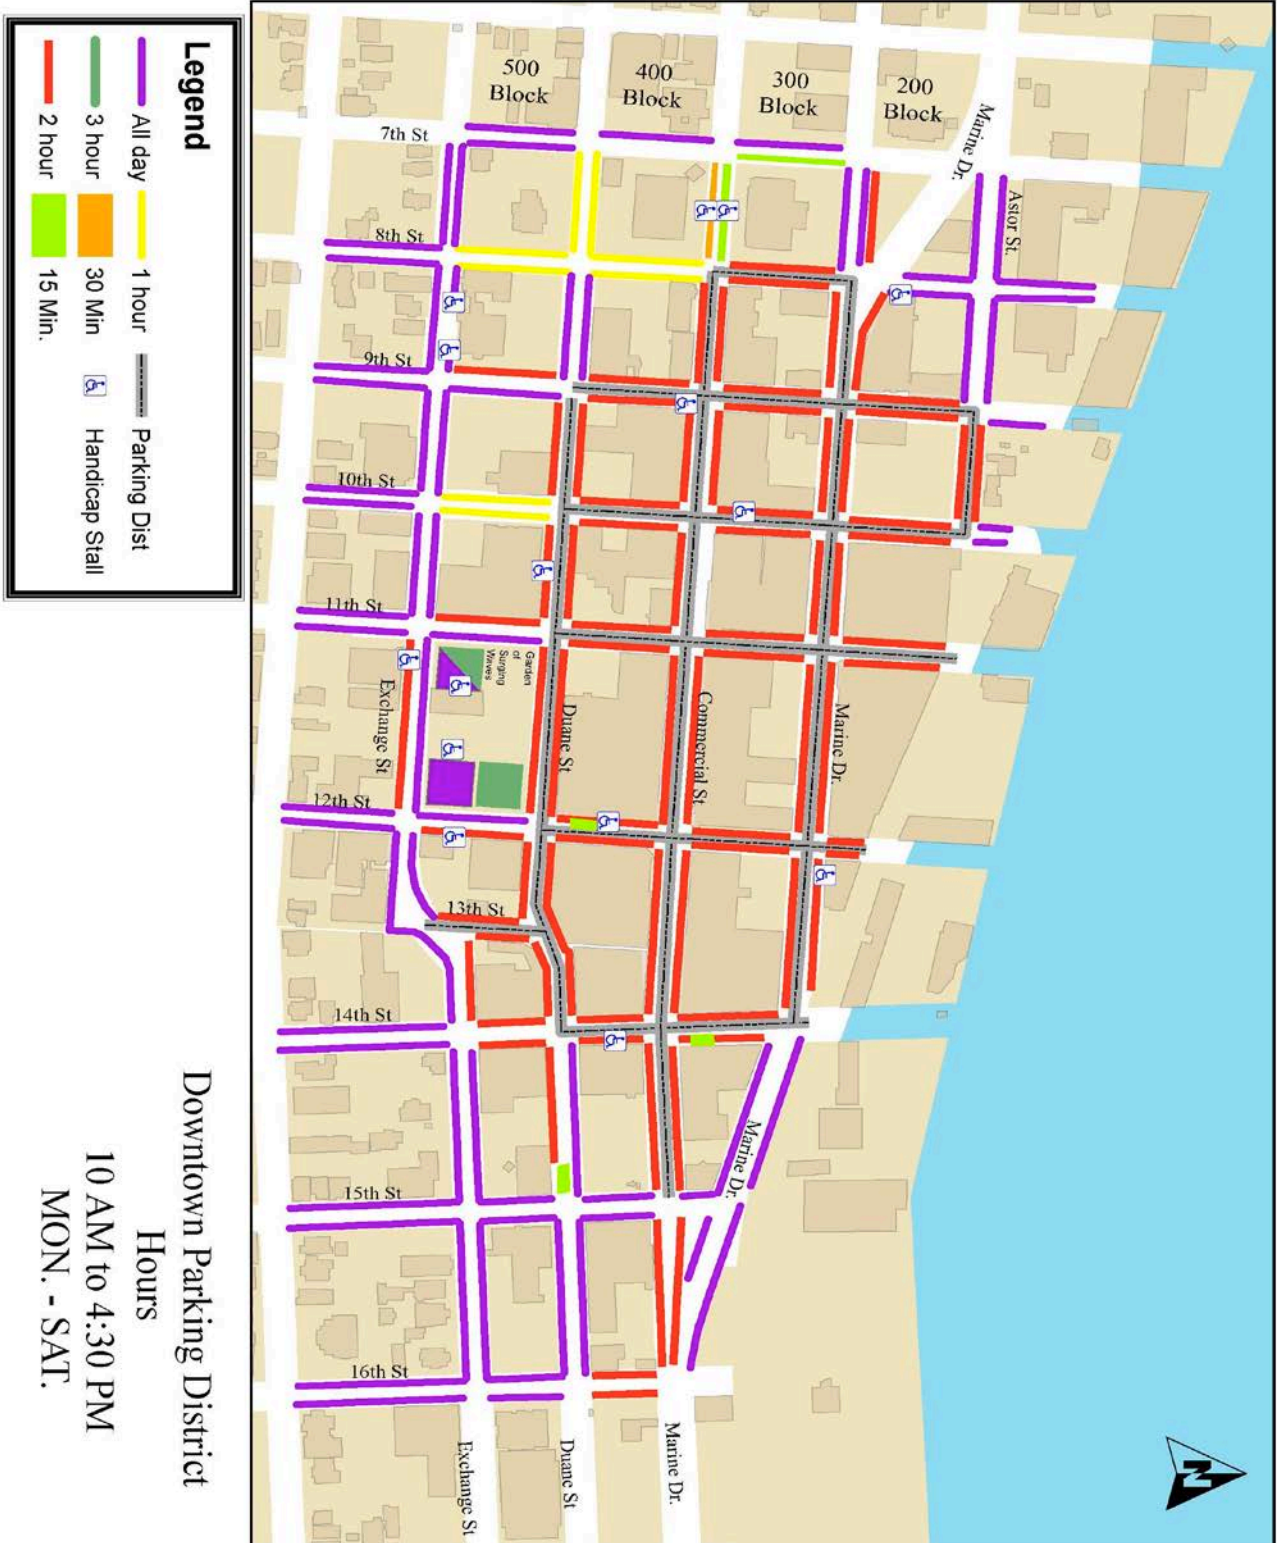 500
Block
400
Block
300
Block
200
Block
Marine Dr.
Astor St.
7th St
8th St
9th St
10th St
11th St
12th St
13th St
14th St
15th St
16th St
Garden
of
Surging
Waves
Exchange St
Duane St
Commercial St
Marine Dr.
Marine Dr.
Exchange St
Duane St
Marine Dr.
N
Legend
All day
1 hour
Parking Dist
3 hour
30 Min
Handicap Stall
2 hour
15 Min.
Downtown Parking District
Hours
10 AM to 4:30 PM
MON. - SAT.